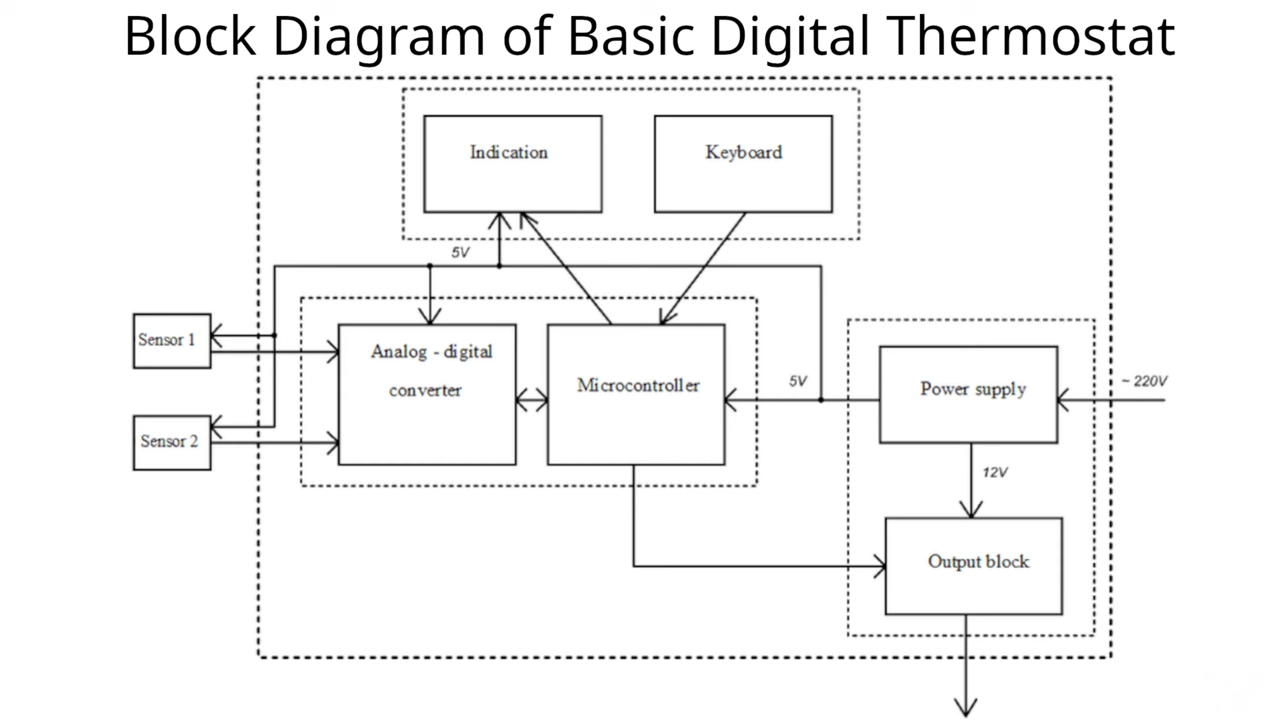 Block Diagram of Basic Digital Thermostat
Indication
Keyboard
5V
Sensor 1
Analog - digital
converter
Microcontroller
5V
Power supply
~ 220V
Sensor 2
12V
Output block